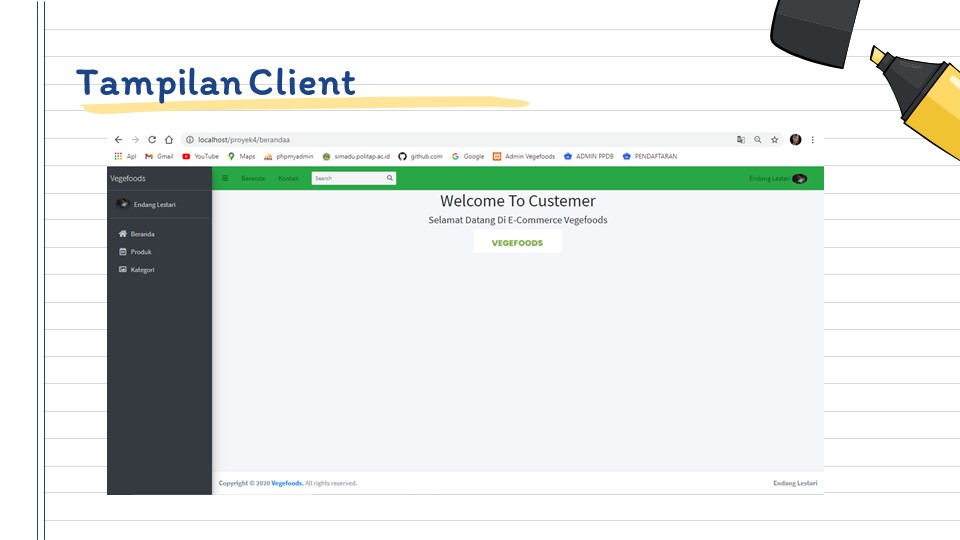 Tampilan Client
localhost/proyek4/berandaa
Apl Gmail YouTube Maps phpmyadmin simadu.politap.ac.id github.com Google Admin Vegefoods ADMIN PPDB PENDAFTARAN
Vegefoods Beranda Kontak Search Endang Lestari
Endang Lestari
Beranda
Produk
Kategori
Welcome To Custemer
Selamat Datang Di E-Commerce Vegefoods
VEGEFOODS
Copyright © 2020 Vegefoods. All rights reserved. Endang Lestari